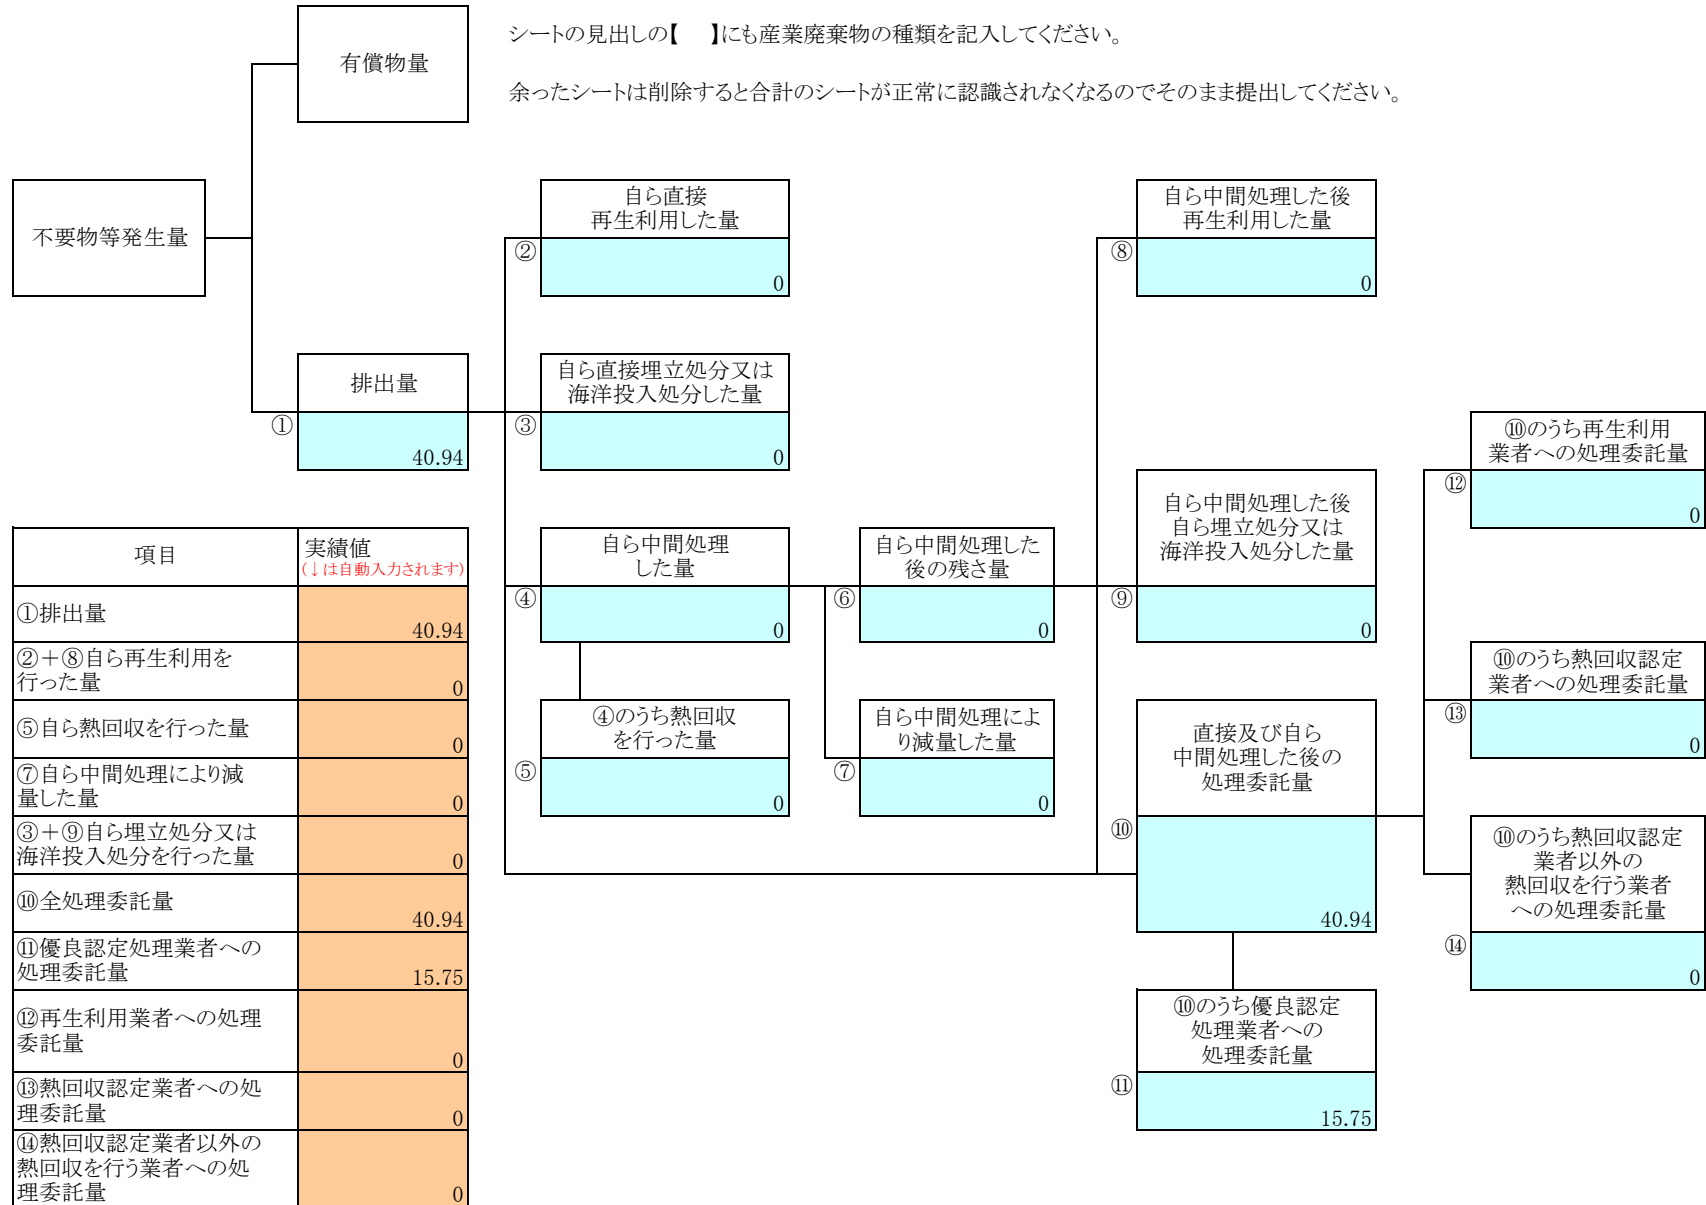 有償物量
シートの見出しの【　】にも産業廃棄物の種類を記入してください。
余ったシートは削除すると合計のシートが正常に認識されなくなるのでそのまま提出してください。
不要物等発生量
自ら直接
再生利用した量
②
0
自ら中間処理した後
再生利用した量
⑧
0
排出量
①
40.94
自ら直接埋立処分又は
海洋投入処分した量
③
0
⑩のうち再生利用
業者への処理委託量
⑫
0
自ら中間処理
した量
④
0
自ら中間処理した
後の残さ量
⑥
0
自ら中間処理した後
自ら埋立処分又は
海洋投入処分した量
⑨
0
⑩のうち熱回収認定
業者への処理委託量
⑬
0
④のうち熱回収
を行った量
⑤
0
自ら中間処理によ
り減量した量
⑦
0
直接及び自ら
中間処理した後の
処理委託量
⑩
40.94
⑩のうち熱回収認定
業者以外の
熱回収を行う業者
への処理委託量
⑭
0
⑩のうち優良認定
処理業者への
処理委託量
⑪
15.75
項目
実績値
(↓は自動入力されます)
①排出量
40.94
②＋⑧自ら再生利用を
行った量
0
⑤自ら熱回収を行った量
0
⑦自ら中間処理により減
量した量
0
③＋⑨自ら埋立処分又は
海洋投入処分を行った量
0
⑩全処理委託量
40.94
⑪優良認定処理業者への
処理委託量
15.75
⑫再生利用業者への処理
委託量
0
⑬熱回収認定業者への処
理委託量
0
⑭熱回収認定業者以外の
熱回収を行う業者への処
理委託量
0